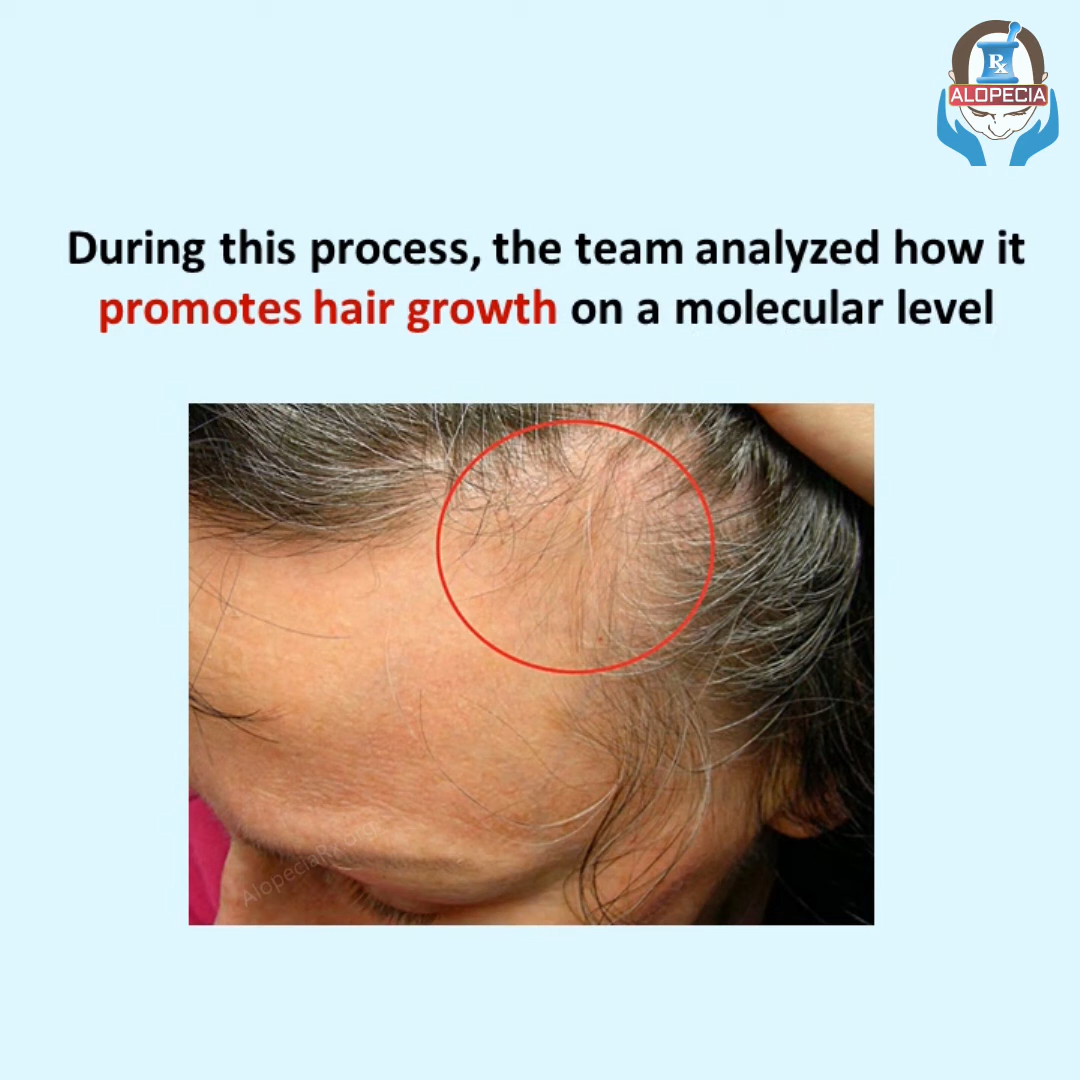 Rx
ALOPECIA
During this process, the team analyzed how it
promotes hair growth on a molecular level
AlopeciaRx.org